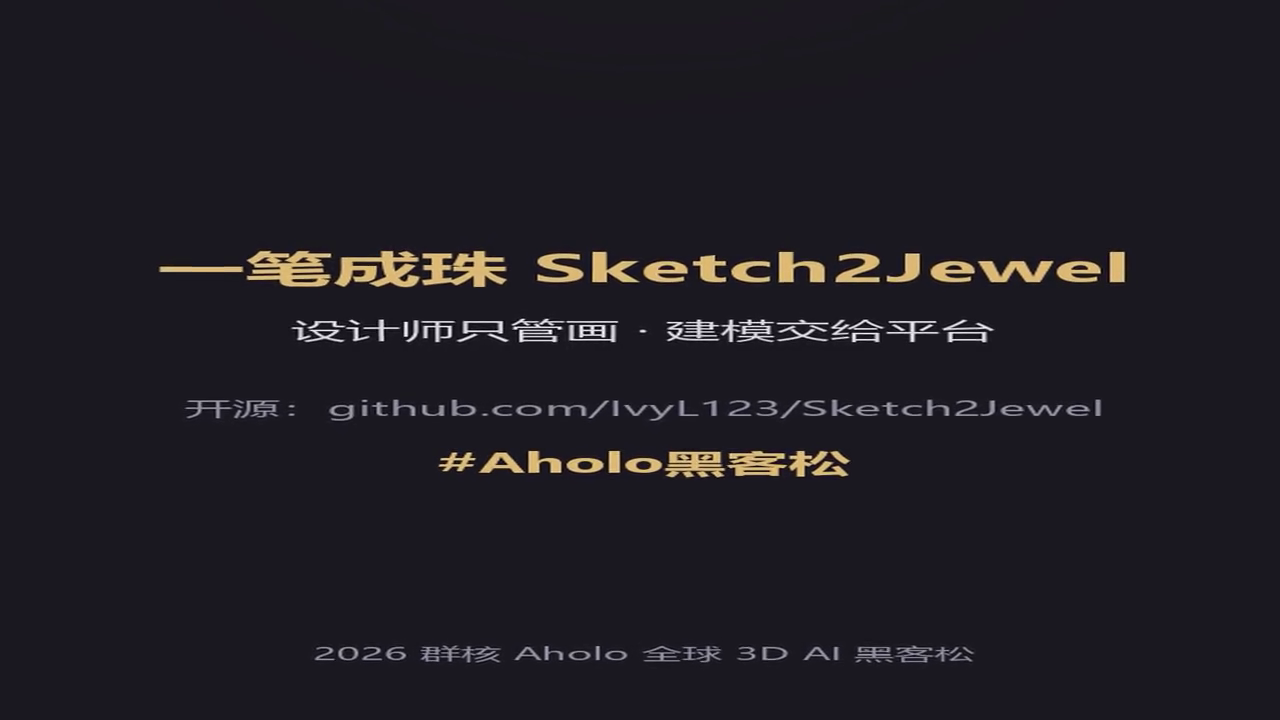 一笔成珠 Sketch2Jewel
设计师只管画 · 建模交给平台
开源： github.com/IvyL123/Sketch2Jewel
#Aholo黑客松
2026 群核 Aholo 全球 3D AI 黑客松